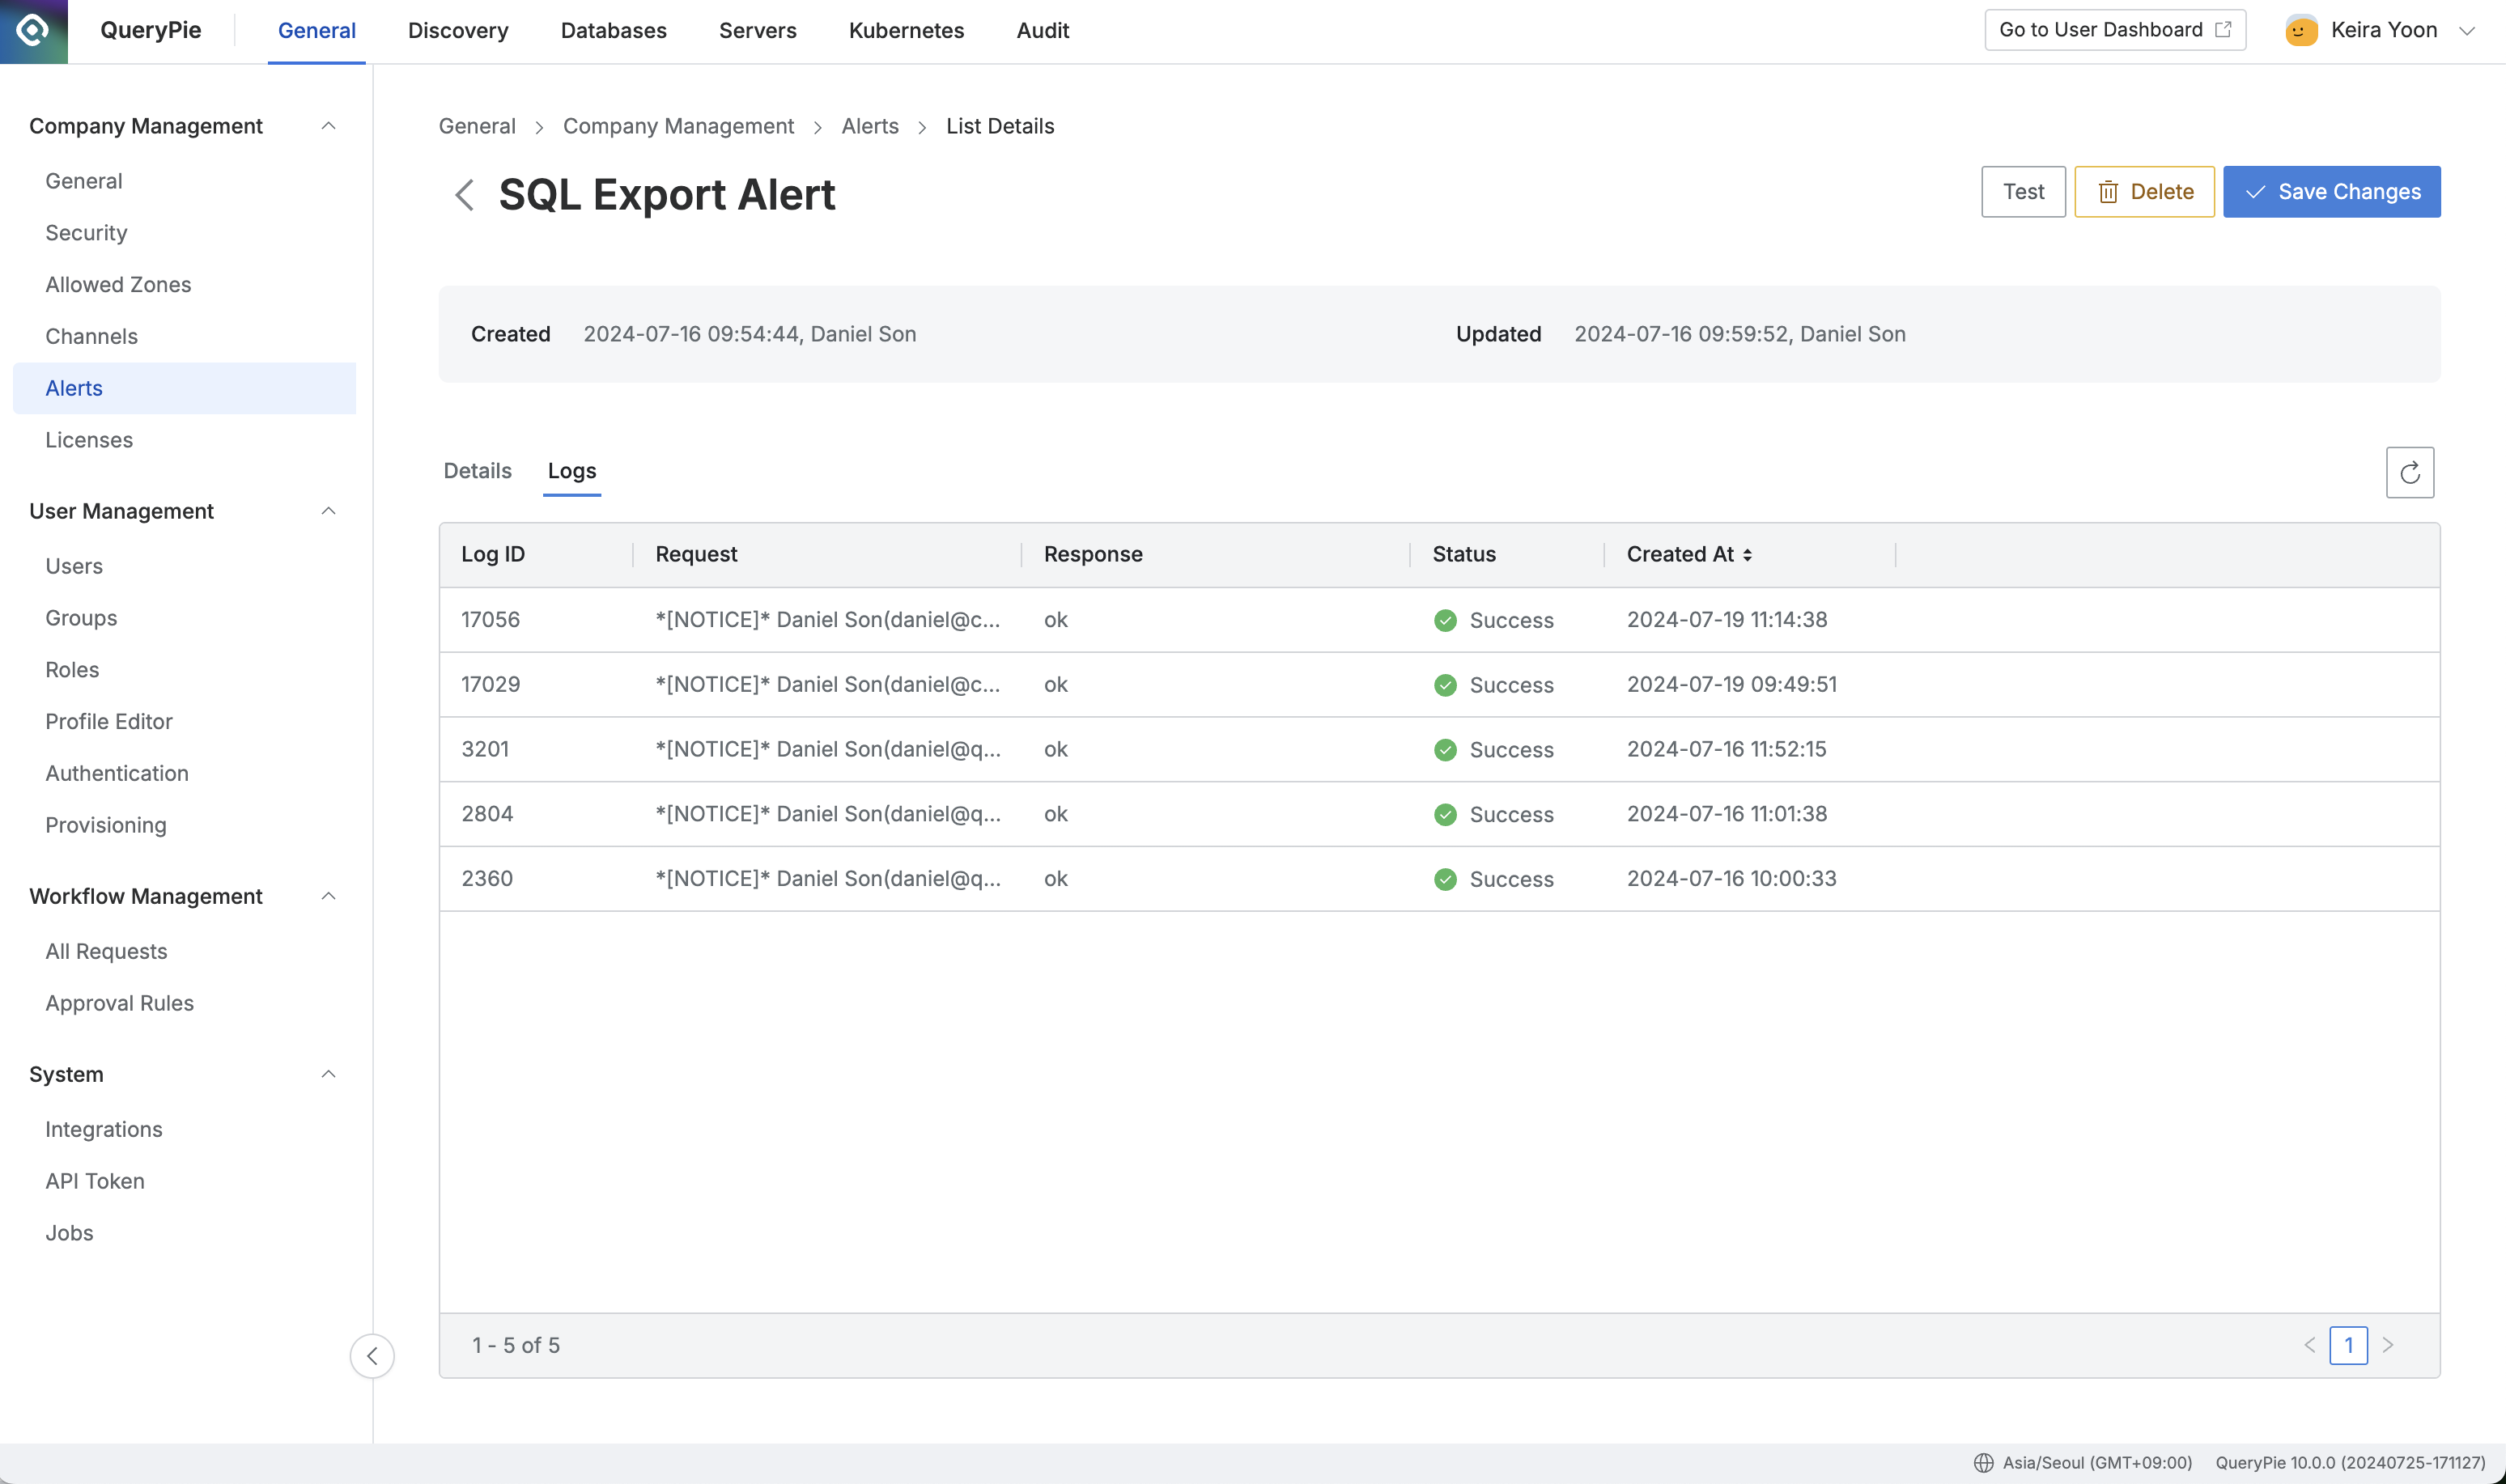 QueryPie
General
Discovery
Databases
Servers
Kubernetes
Audit
Go to User Dashboard
Keira Yoon
Company Management
General
Security
Allowed Zones
Channels
Alerts
Licenses
User Management
Users
Groups
Roles
Profile Editor
Authentication
Provisioning
Workflow Management
All Requests
Approval Rules
System
Integrations
API Token
Jobs
General > Company Management > Alerts > List Details
SQL Export Alert
Test
Delete
Save Changes
Created 2024-07-16 09:54:44, Daniel Son
Updated 2024-07-16 09:59:52, Daniel Son
Details
Logs
Log ID Request Response Status Created At
17056 *[NOTICE]* Daniel Son(daniel@c... ok Success 2024-07-19 11:14:38
17029 *[NOTICE]* Daniel Son(daniel@c... ok Success 2024-07-19 09:49:51
3201 *[NOTICE]* Daniel Son(daniel@q... ok Success 2024-07-16 11:52:15
2804 *[NOTICE]* Daniel Son(daniel@q... ok Success 2024-07-16 11:01:38
2360 *[NOTICE]* Daniel Son(daniel@q... ok Success 2024-07-16 10:00:33
1 - 5 of 5
1
Asia/Seoul (GMT+09:00)
QueryPie 10.0.0 (20240725-171127)